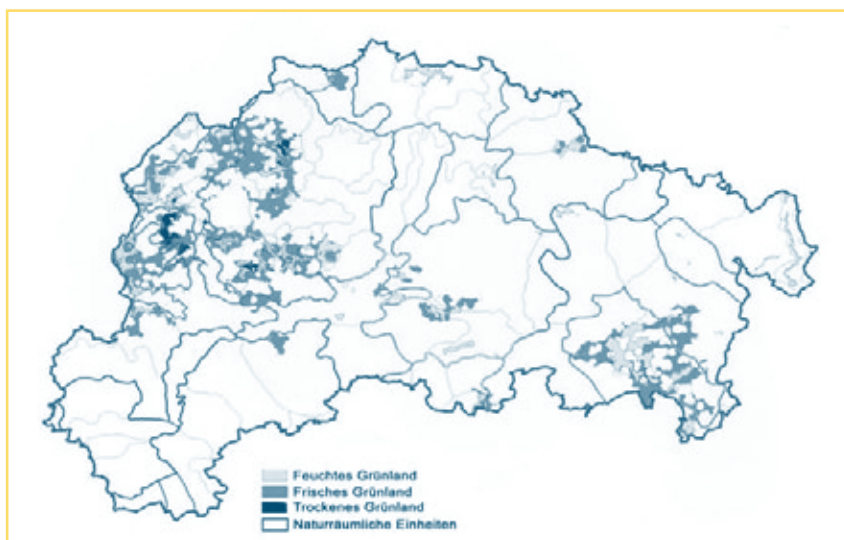 Feuchtes Grünland
Frisches Grünland
Trockenes Grünland
Naturräumliche Einheiten